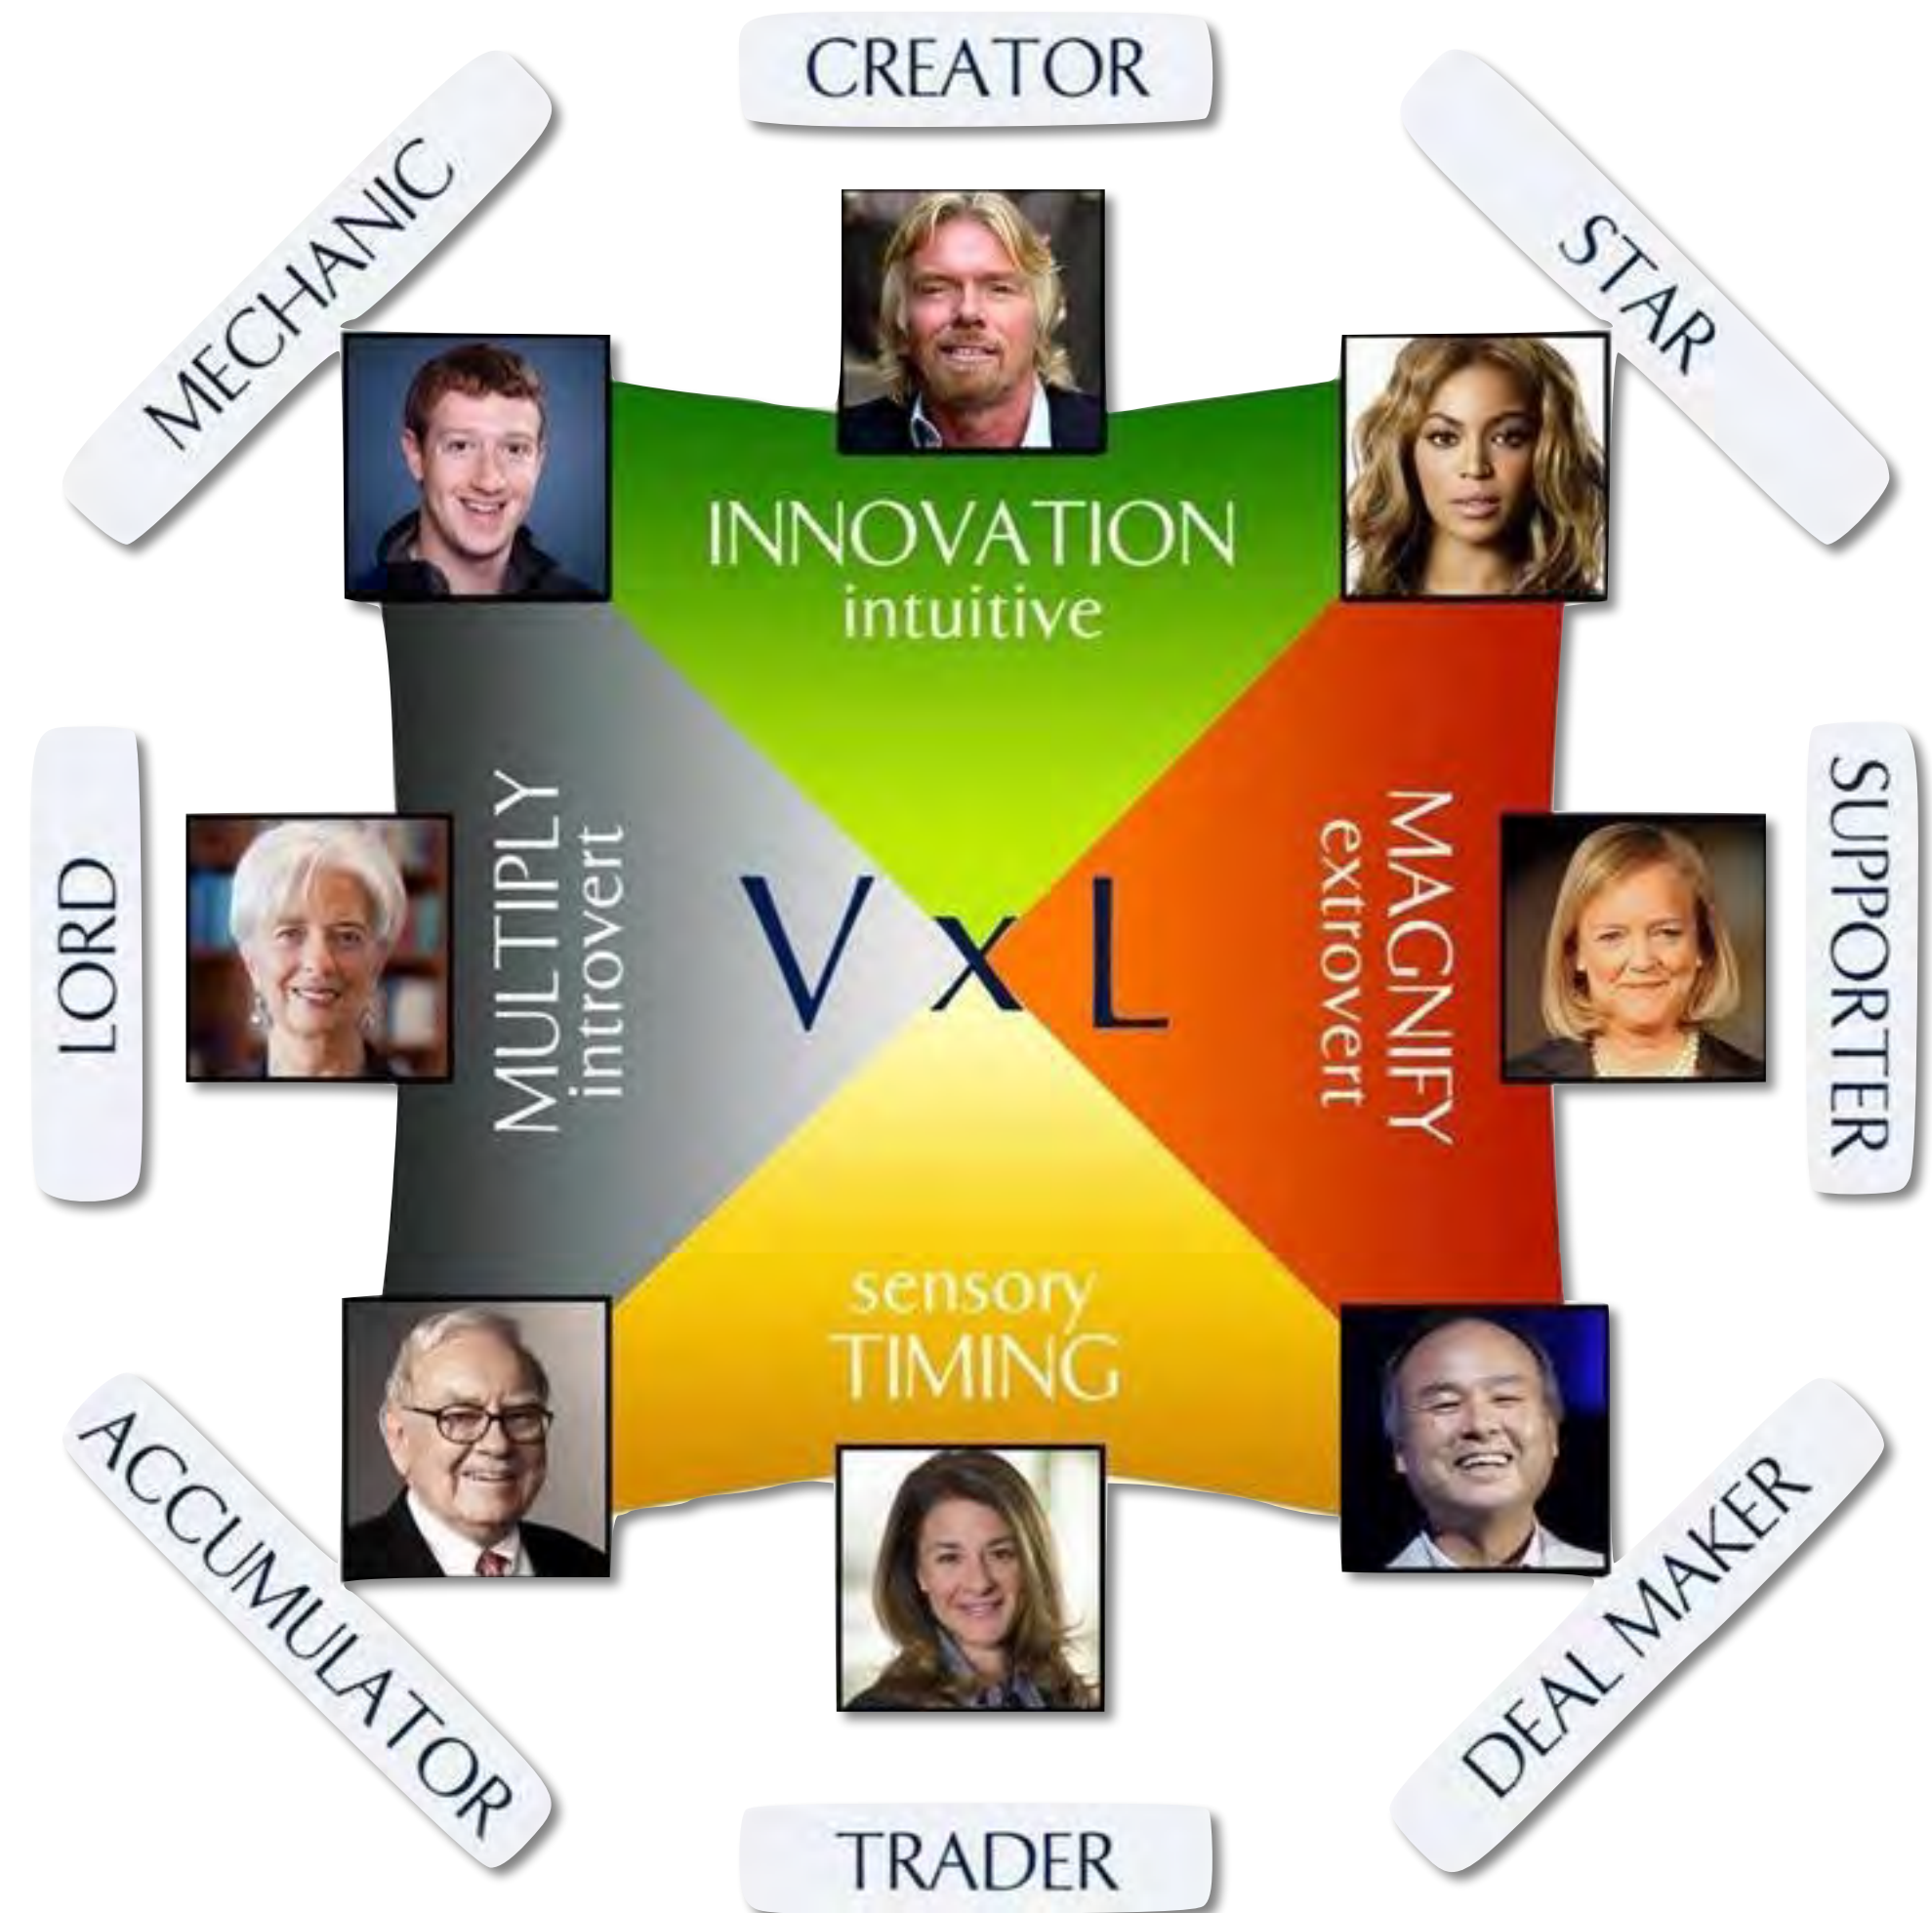 CREATOR
MECHANIC
STAR
INNOVATION
intuitive
LORD
MULTIPLY
introvert
V x L
MAGNIFY
extrovert
SUPPORTER
sensory
TIMING
ACCUMULATOR
DEAL MAKER
TRADER